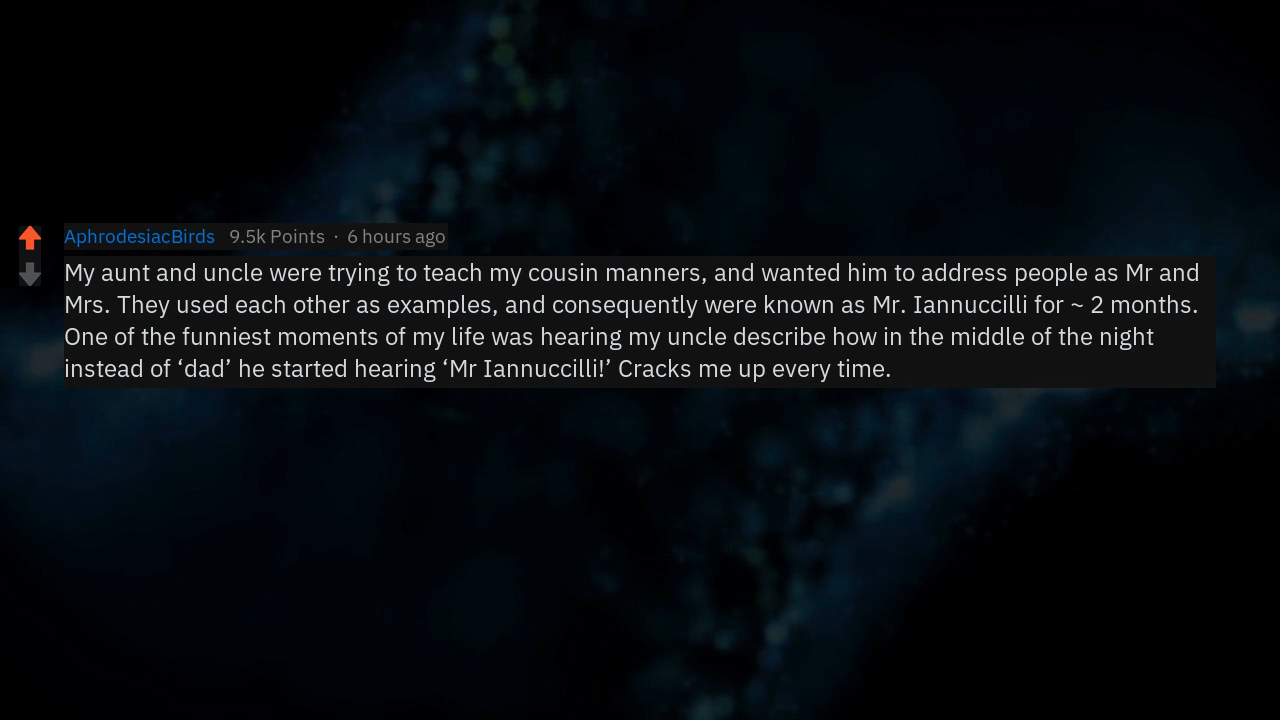 AphrodesiacBirds 9.5k Points · 6 hours ago
My aunt and uncle were trying to teach my cousin manners, and wanted him to address people as Mr and
Mrs. They used each other as examples, and consequently were known as Mr. Iannuccilli for ~ 2 months.
One of the funniest moments of my life was hearing my uncle describe how in the middle of the night
instead of ‘dad’ he started hearing ‘Mr Iannuccilli!’ Cracks me up every time.